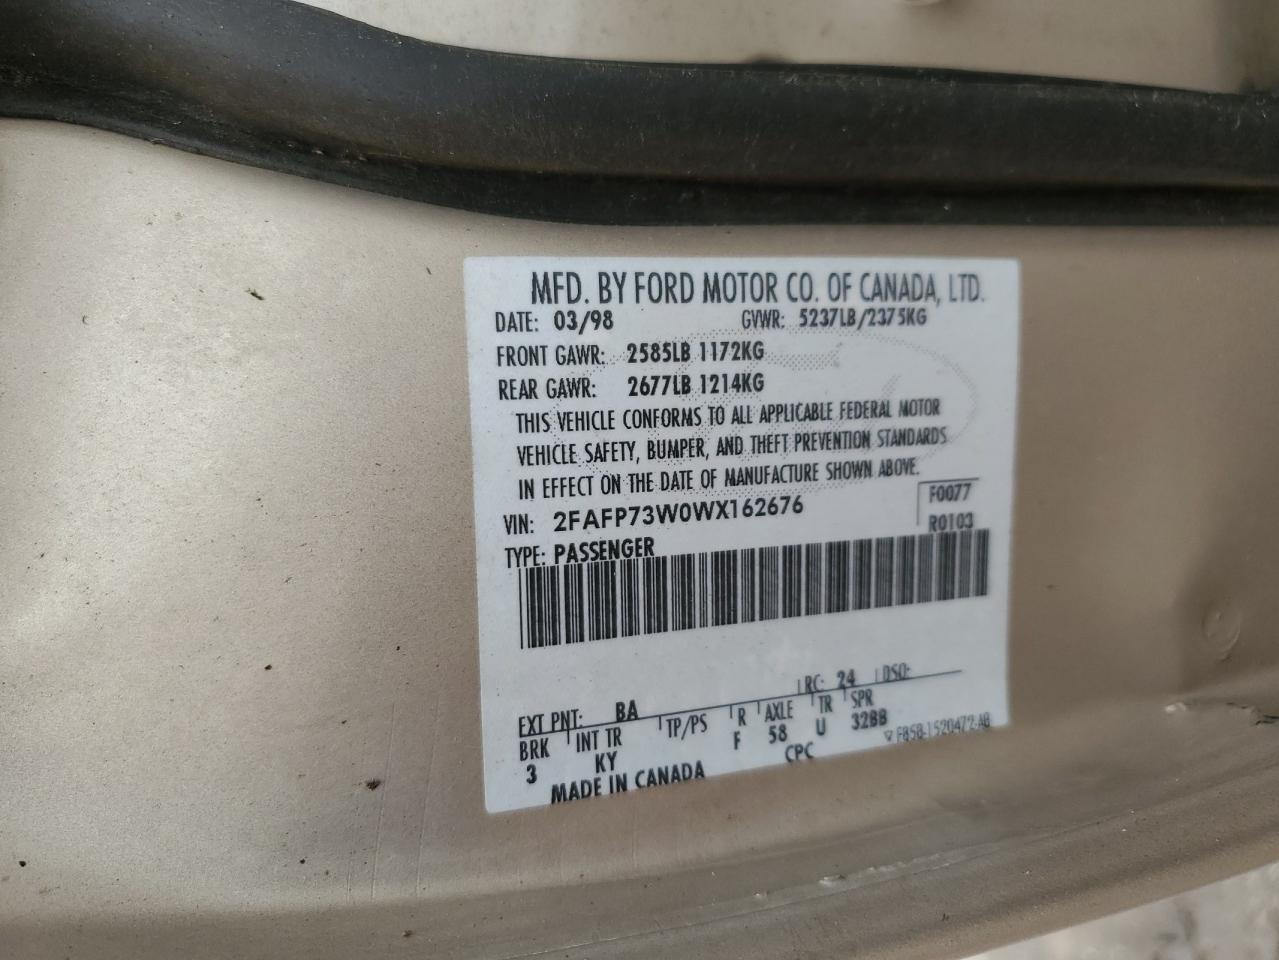 MFD. BY FORD MOTOR CO. OF CANADA, LTD.
DATE: 03/98 GVWR: 5237LB/2375KG
FRONT GAWR: 2585LB 1172KG
REAR GAWR: 2677LB 1214KG
THIS VEHICLE CONFORMS TO ALL APPLICABLE FEDERAL MOTOR
VEHICLE SAFETY, BUMPER, AND THEFT PREVENTION STANDARDS
IN EFFECT ON THE DATE OF MANUFACTURE SHOWN ABOVE.
VIN: 2FAFP73W0WX162676 F0077
R0103
TYPE: PASSENGER
EXT PNT: BA RC: 24 DSO:
BRK INT TR TP/PS R AXLE TR SPR
3 KY F 58 U 32BB
MADE IN CANADA CPC F85B-1520472-AB